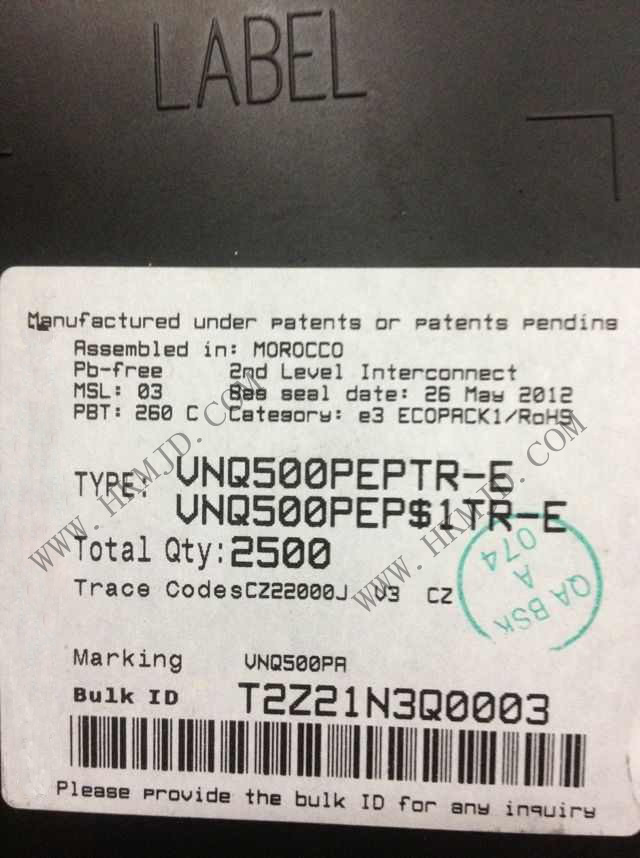 LABEL
Manufactured under patents or patents pending
Assembled in: MOROCCO
Pb-free 2nd Level Interconnect
MSL: 03 Bag seal date: 26 May 2012
PBT: 260 C Category: e3 ECOPACK1/RoHS
TYPE: VNQ500PEPTR-E
VNQ500PEP$1TR-E
Total Qty: 2500
Trace Codes CZ22000J V3 CZ
QA BSK
A
074
Marking VNQ500PA
Bulk ID T2Z21N3Q0003
Please provide the bulk ID for any inquiry
WWW.HKMJD.COM
WWW.HKMJD.COM